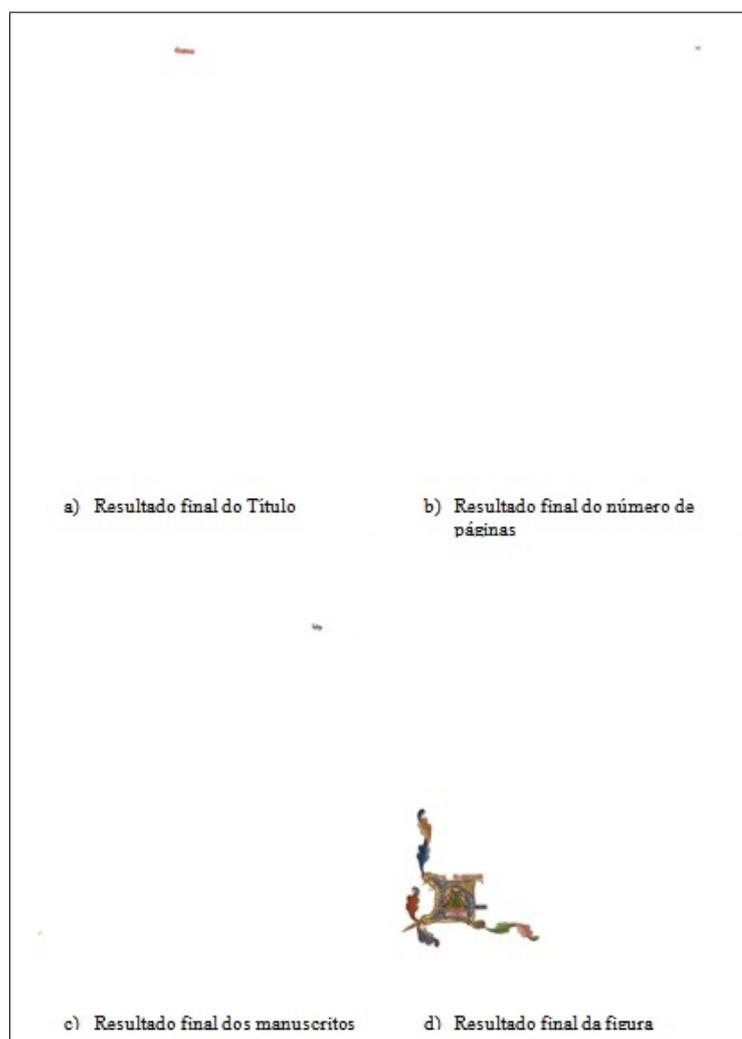 a) Resultado final do Título
b) Resultado final do número de
páginas
c) Resultado final dos manuscritos
d) Resultado final da figura